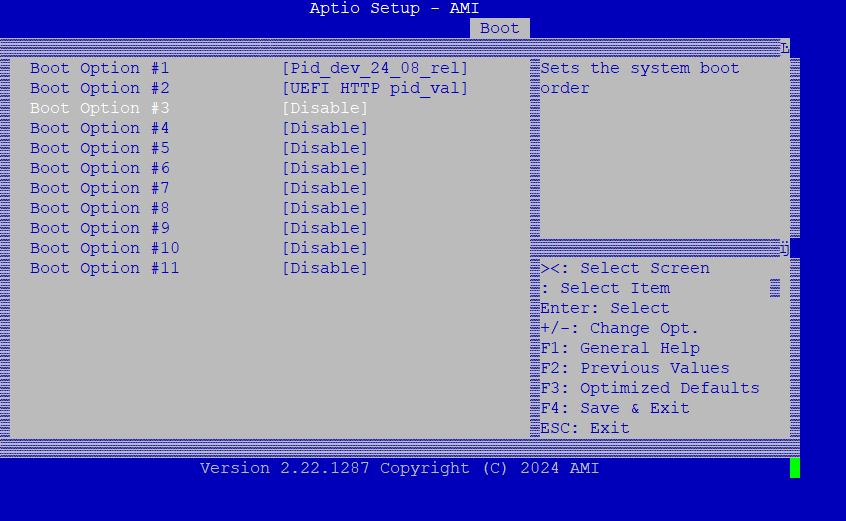 Aptio Setup - AMI
Boot
Boot Option #1 [Pid_dev_24_08_rel]
Boot Option #2 [UEFI HTTP pid_val]
Boot Option #3 [Disable]
Boot Option #4 [Disable]
Boot Option #5 [Disable]
Boot Option #6 [Disable]
Boot Option #7 [Disable]
Boot Option #8 [Disable]
Boot Option #9 [Disable]
Boot Option #10 [Disable]
Boot Option #11 [Disable]
Sets the system boot
order
><: Select Screen
: Select Item
Enter: Select
+/-: Change Opt.
F1: General Help
F2: Previous Values
F3: Optimized Defaults
F4: Save & Exit
ESC: Exit
Version 2.22.1287 Copyright (C) 2024 AMI